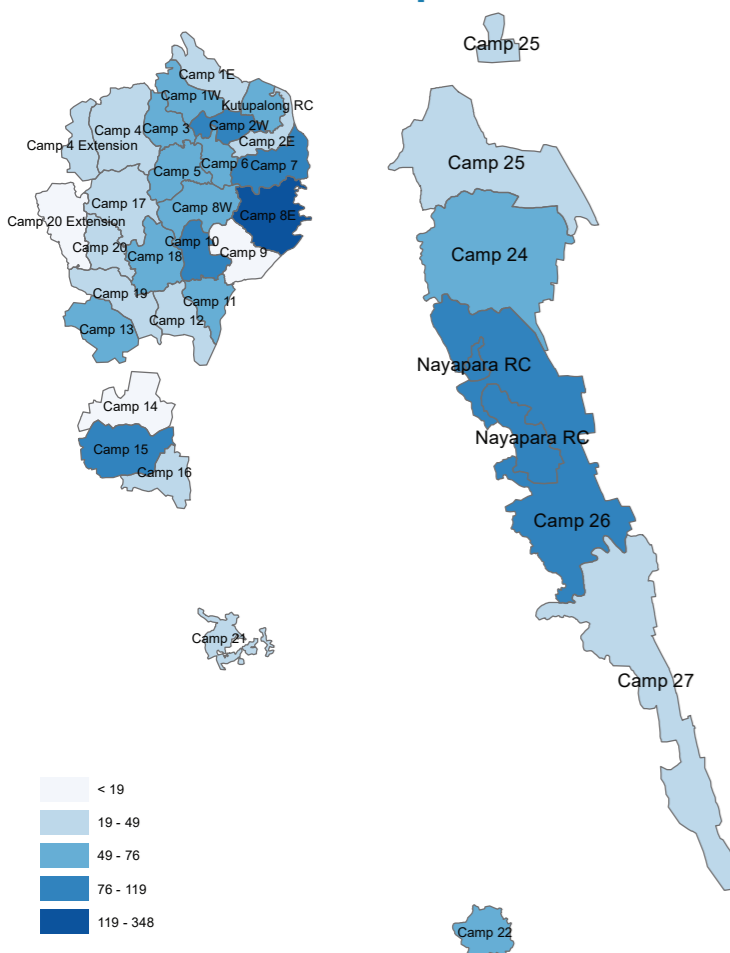 Camp 25
Camp 1E
Camp 1W
Kutupalong RC
Camp 3
Camp 2W
Camp 4
Camp 4 Extension
Camp 2E
Camp 5
Camp 6
Camp 7
Camp 25
Camp 17
Camp 8W
Camp 8E
Camp 20 Extension
Camp 20
Camp 10
Camp 9
Camp 18
Camp 24
Camp 19
Camp 11
Camp 12
Camp 13
Nayapara RC
Camp 14
Nayapara RC
Camp 15
Camp 16
Camp 26
Camp 21
Camp 27
< 19
19 - 49
49 - 76
76 - 119
119 - 348
Camp 22